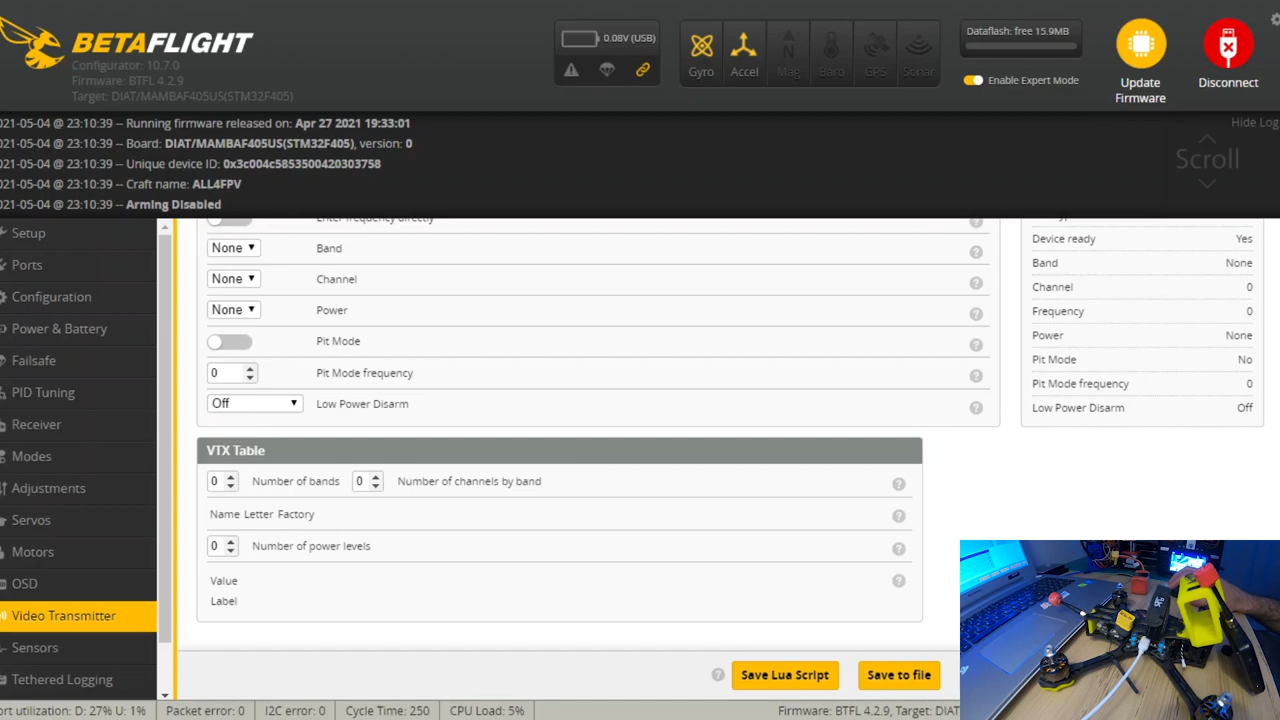 BETAFLIGHT
Configurator: 10.7.0
Firmware: BTFL 4.2.9
Target: DIAT/MAMBAF405US(STM32F405)
0.08V (USB)
Gyro
Accel
Mag
Baro
GPS
Sonar
Dataflash: free 15.9MB
Enable Expert Mode
Update Firmware
Disconnect
Hide Log
Scroll
021-05-04 @ 23:10:39 -- Running firmware released on: Apr 27 2021 19:33:01
021-05-04 @ 23:10:39 -- Board: DIAT/MAMBAF405US(STM32F405), version: 0
021-05-04 @ 23:10:39 -- Unique device ID: 0x3c004c5853500420303758
021-05-04 @ 23:10:39 -- Craft name: ALL4FPV
021-05-04 @ 23:10:39 -- Arming Disabled
Setup
Ports
Configuration
Power & Battery
Failsafe
PID Tuning
Receiver
Modes
Adjustments
Servos
Motors
OSD
Video Transmitter
Sensors
Tethered Logging
Enter frequency directly
None Band
None Channel
None Power
Pit Mode
0 Pit Mode frequency
Off Low Power Disarm
Device ready Yes
Band None
Channel 0
Frequency 0
Power None
Pit Mode No
Pit Mode frequency 0
Low Power Disarm Off
VTX Table
0 Number of bands 0 Number of channels by band
Name Letter Factory
0 Number of power levels
Value
Label
Save Lua Script
Save to file
ort utilization: D: 27% U: 1%
Packet error: 0
I2C error: 0
Cycle Time: 250
CPU Load: 5%
Firmware: BTFL 4.2.9, Target: DIAT